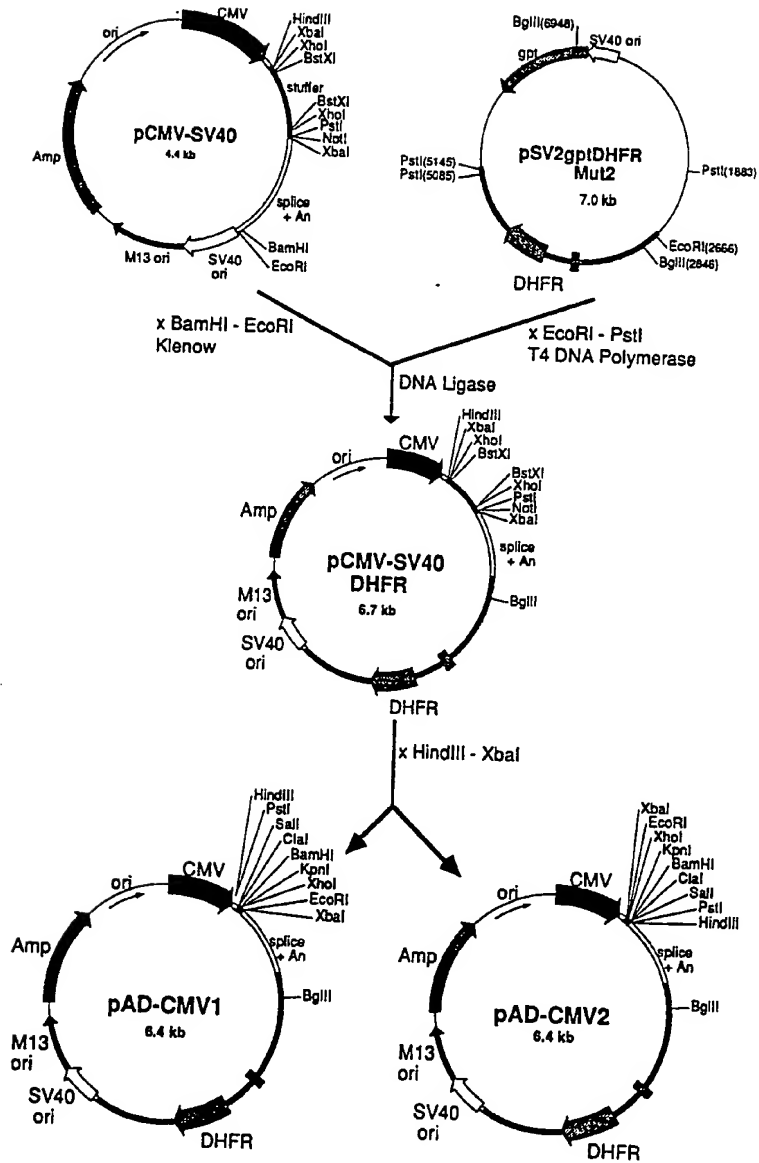 CMV
HindIII
XbaI
XhoI
BstXI
stuffer
BstXI
XhoI
PstI
NotI
XbaI
splice
+ An
BamHI
EcoRI
SV40
ori
M13 ori
Amp
ori
pCMV-SV40
4.4 kb
BglII(6948)
SV40 ori
gpt
PstI(5145)
PstI(5085)
pSV2gptDHFR
Mut2
7.0 kb
PstI(1883)
EcoRI(2666)
BglII(2846)
DHFR
x BamHI - EcoRI
Klenow
x EcoRI - PstI
T4 DNA Polymerase
DNA Ligase
HindIII
XbaI
XhoI
BstXI
CMV
ori
BstXI
XhoI
PstI
NotI
XbaI
Amp
splice
+ An
pCMV-SV40
DHFR
6.7 kb
M13
ori
BglII
SV40
ori
DHFR
x HindIII - XbaI
HindIII
PstI
SalI
ClaI
BamHI
KpnI
XhoI
EcoRI
XbaI
CMV
ori
Amp
splice
+ An
pAD-CMV1
6.4 kb
BglII
M13
ori
SV40
ori
DHFR
XbaI
EcoRI
XhoI
KpnI
BamHI
ClaI
SalI
PstI
HindIII
CMV
ori
Amp
splice
+ An
pAD-CMV2
6.4 kb
BglII
M13
ori
SV40
ori
DHFR